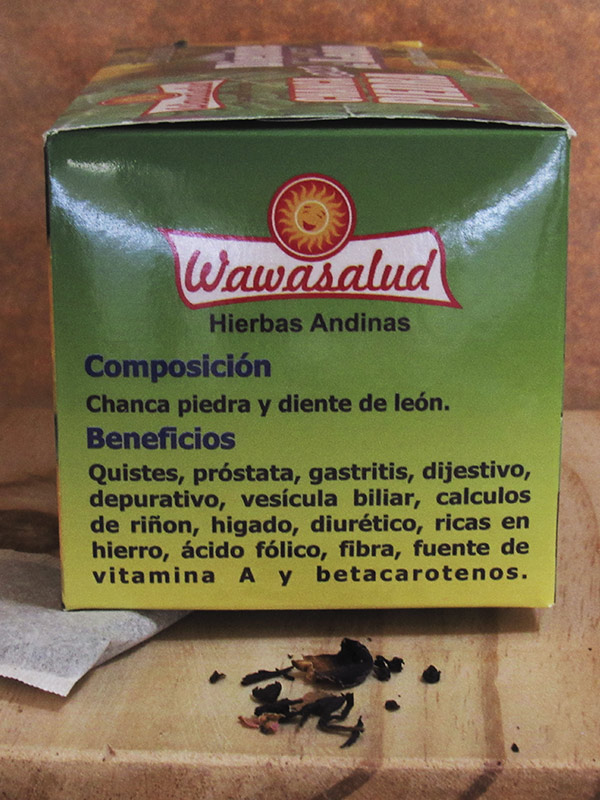 Wawasalud
Hierbas Andinas
Composición
Chanca piedra y diente de león.
Beneficios
Quistes, próstata, gastritis, dijestivo,
depurativo, vesícula biliar, calculos
de riñon, higado, diurético, ricas en
hierro, ácido fólico, fibra, fuente de
vitamina A y betacarotenos.